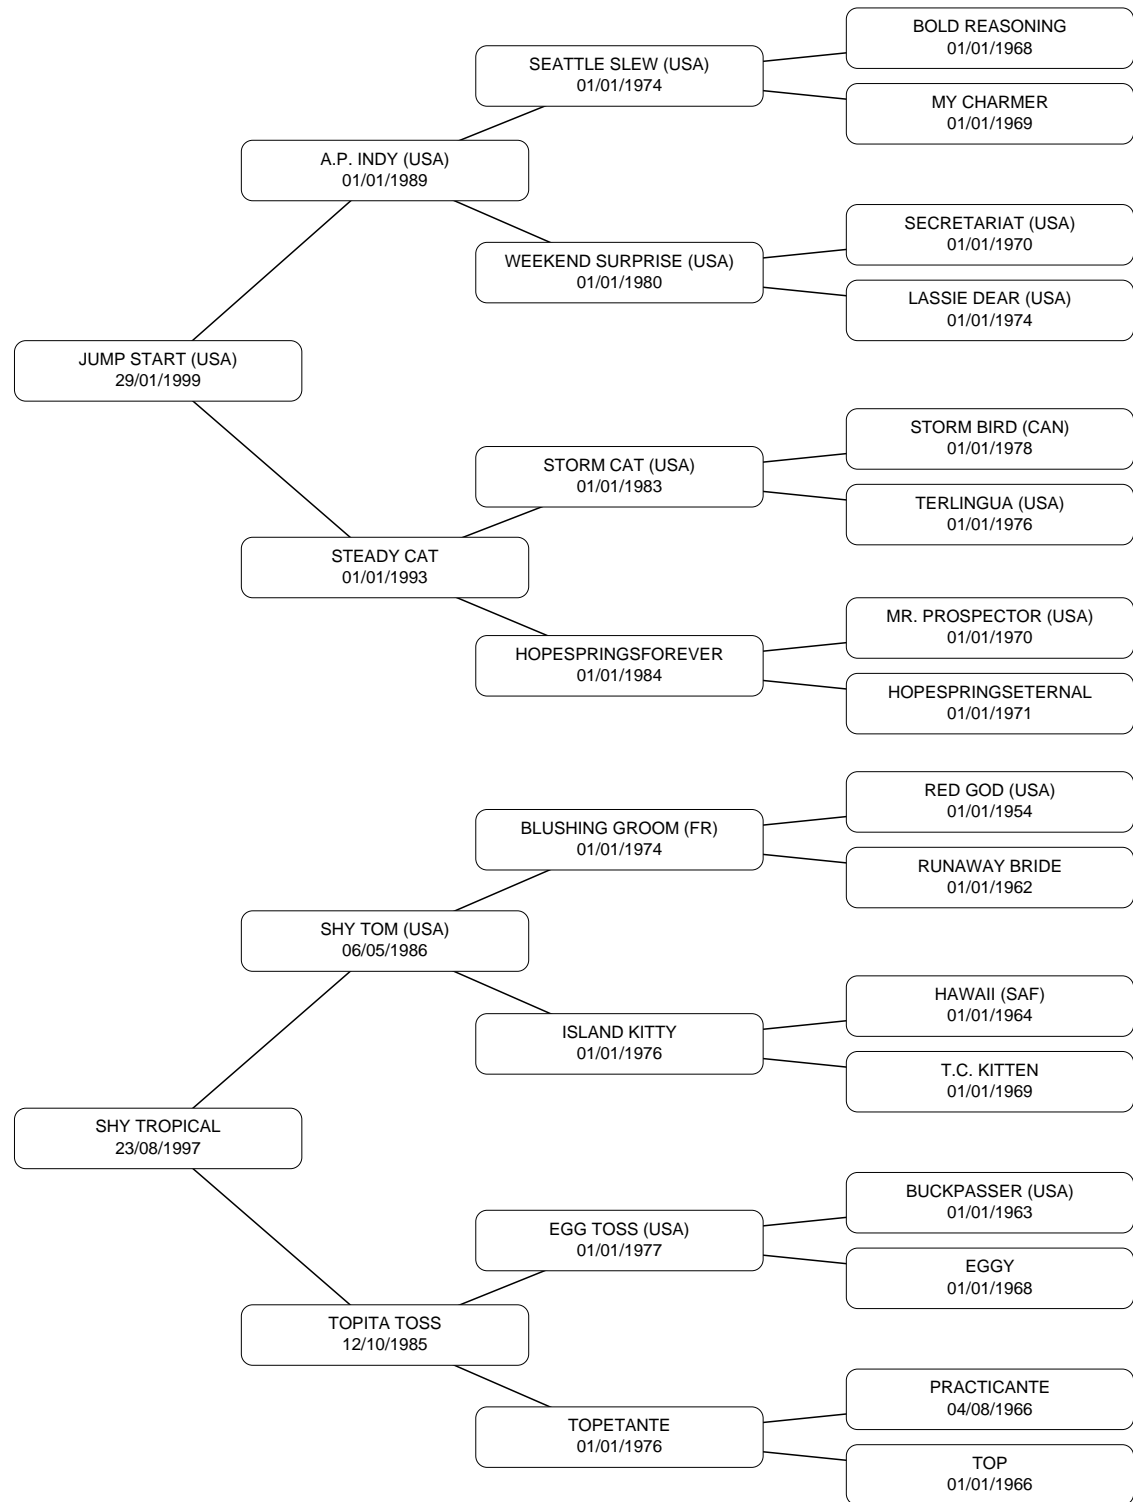 BOLD REASONING
01/01/1968
SEATTLE SLEW (USA)
01/01/1974
MY CHARMER
01/01/1969
A.P. INDY (USA)
01/01/1989
SECRETARIAT (USA)
01/01/1970
WEEKEND SURPRISE (USA)
01/01/1980
LASSIE DEAR (USA)
01/01/1974
JUMP START (USA)
29/01/1999
STORM BIRD (CAN)
01/01/1978
STORM CAT (USA)
01/01/1983
TERLINGUA (USA)
01/01/1976
STEADY CAT
01/01/1993
MR. PROSPECTOR (USA)
01/01/1970
HOPESPRINGSFOREVER
01/01/1984
HOPESPRINGSETERNAL
01/01/1971
RED GOD (USA)
01/01/1954
BLUSHING GROOM (FR)
01/01/1974
RUNAWAY BRIDE
01/01/1962
SHY TOM (USA)
06/05/1986
HAWAII (SAF)
01/01/1964
ISLAND KITTY
01/01/1976
T.C. KITTEN
01/01/1969
SHY TROPICAL
23/08/1997
BUCKPASSER (USA)
01/01/1963
EGG TOSS (USA)
01/01/1977
EGGY
01/01/1968
TOPITA TOSS
12/10/1985
PRACTICANTE
04/08/1966
TOPETANTE
01/01/1976
TOP
01/01/1966